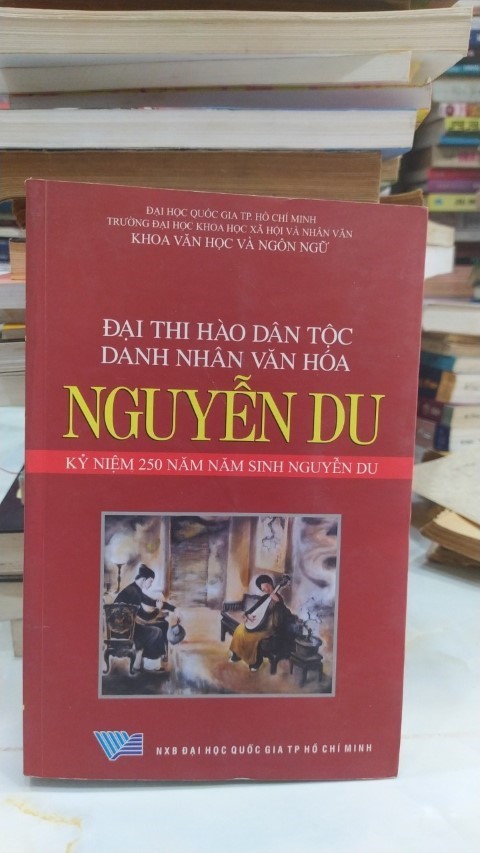 ĐẠI HỌC QUỐC GIA TP. HỒ CHÍ MINH
TRƯỜNG ĐẠI HỌC KHOA HỌC XÃ HỘI VÀ NHÂN VĂN
KHOA VĂN HỌC VÀ NGÔN NGỮ
ĐẠI THI HÀO DÂN TỘC
DANH NHÂN VĂN HÓA
NGUYỄN DU
KỶ NIỆM 250 NĂM NĂM SINH NGUYỄN DU
NXB ĐẠI HỌC QUỐC GIA TP HỒ CHÍ MINH